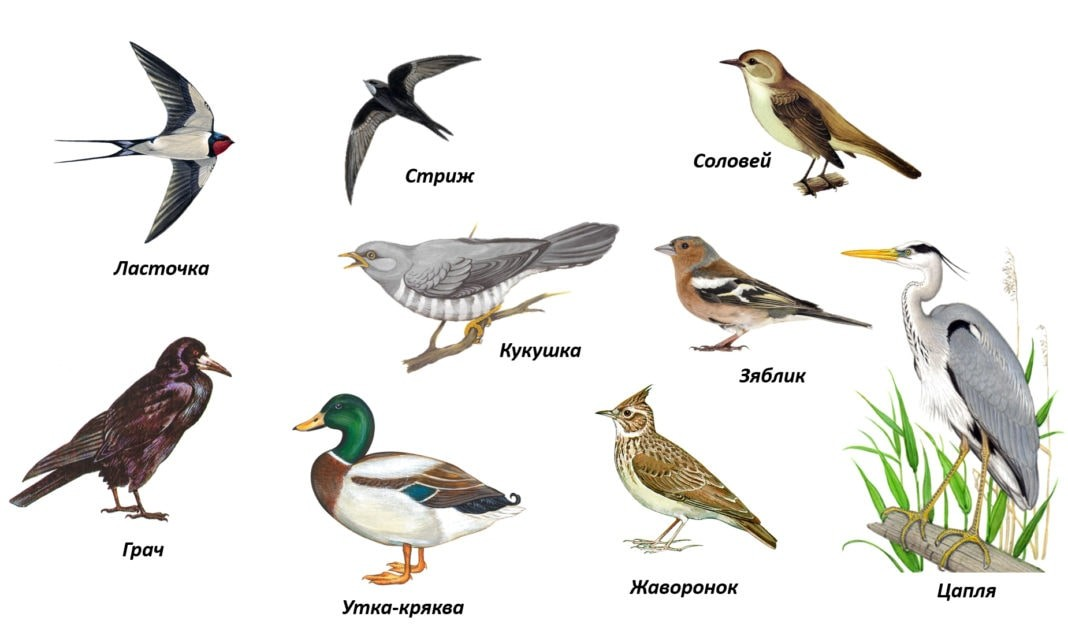 Ласточка
Стриж
Соловей
Кукушка
Зяблик
Грач
Утка-кряква
Жаворонок
Цапля